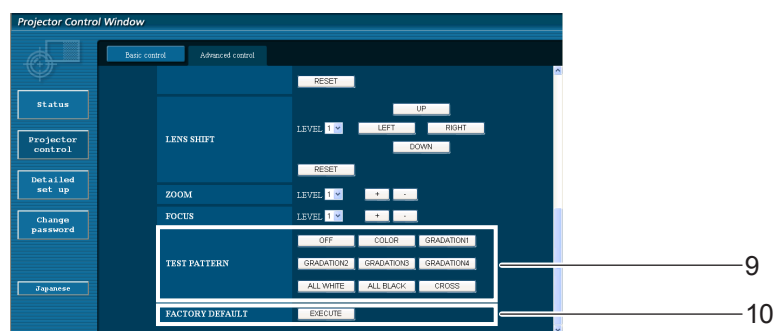 Projector Control Window
Basic control Advanced control
RESET
Status
UP
LENS SHIFT LEVEL 1 LEFT RIGHT
Projector control
DOWN
RESET
Detailed set up
ZOOM LEVEL 1 + -
FOCUS LEVEL 1 + -
Change password
OFF COLOR GRADATION1
TEST PATTERN GRADATION2 GRADATION3 GRADATION4 9
Japanese ALL WHITE ALL BLACK CROSS
FACTORY DEFAULT EXECUTE 10